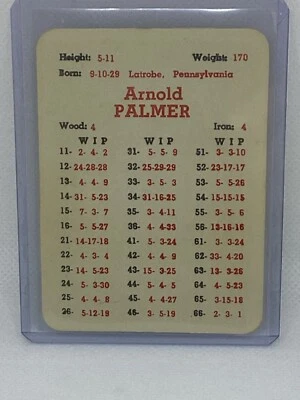 Height: 5-11 Weight: 170
Born: 9-10-29 Latrobe, Pennsylvania
Arnold
PALMER
Wood: 4 Iron: 4
W I P W I P W I P
11- 2- 4- 2 31- 5- 5- 9 51- 3- 3-10
12-24-28-28 32-25-29-29 52-23-17-17
13- 4- 4- 9 33- 3- 5- 3 53- 5- 5-26
14-31- 5-23 34-31-16-25 54-15-15-15
15- 7- 3- 7 35- 3- 4-11 55- 3- 3-31
16- 5- 5-27 36-33- 3- 3 56-13-16-16
21-14-17-18 41- 5- 3-24 61- 4- 3-23
22- 3- 4- 3 42- 4- 5-23 62-33- 4-20
23-14- 5-23 43-15- 3-25 63- 3- 3-13
24- 5- 4-23 44- 3- 5-30 64- 5- 5-23
25- 4- 4- 8 45- 4- 4-27 65- 3-15-18
26- 5-12-19 46- 3- 5-19 66- 2- 3- 1